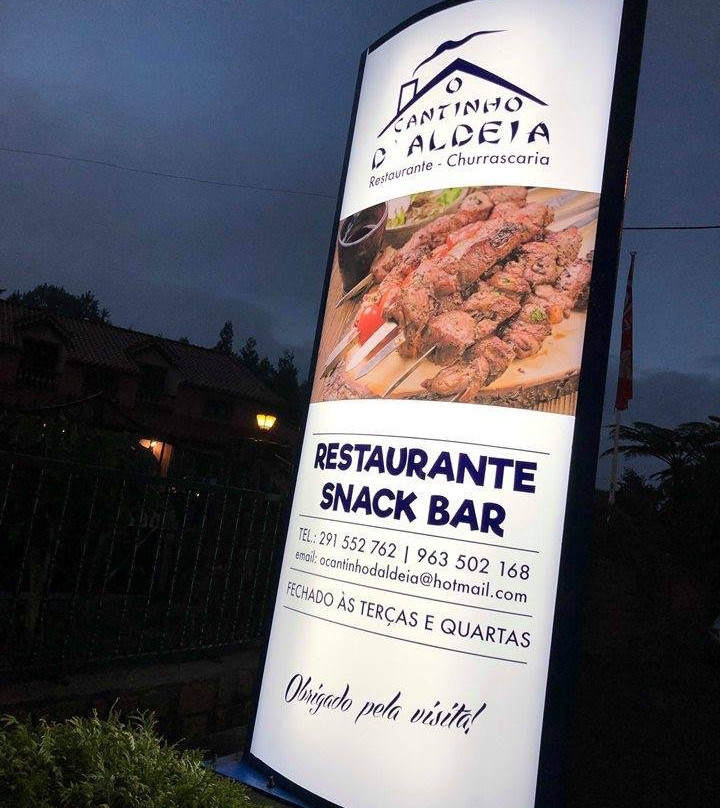 O
CANTINHO
D'ALDEIA
Restaurante - Churrascaria
RESTAURANTE
SNACK BAR
TEL.: 291 552 762 | 963 502 168
email: ocantinhodaldeia@hotmail.com
FECHADO ÀS TERÇAS E QUARTAS
Obrigado pela visita!